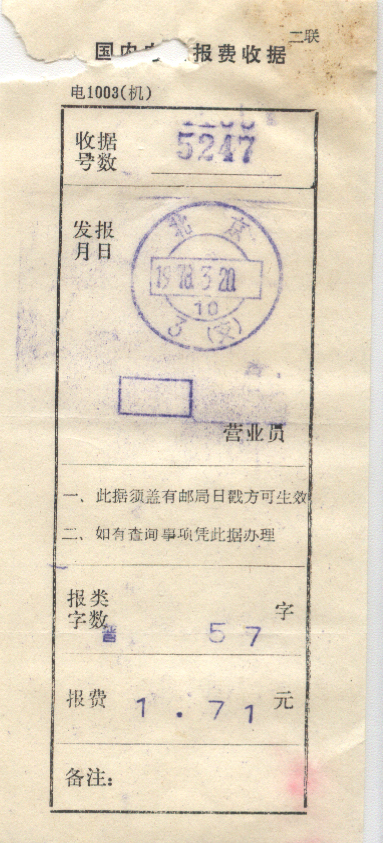 二联
国内 报费收据
电1003(机)
收据
号数
5247
发报
月日
北京
1978.3.20.
10
3(支)
营业员
一、此据须盖有邮局日戳方可生效
二、如有查询事项凭此据办理
报类
字数
普
57
字
报费
1.71
元
备注: